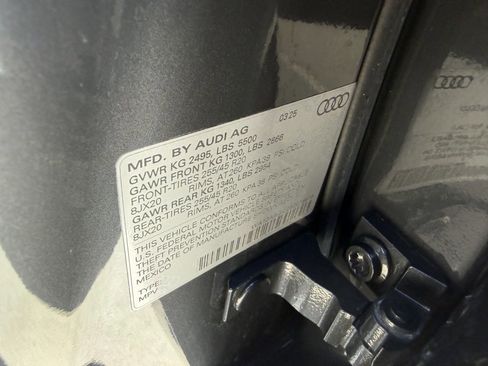 03/25
MFD. BY AUDI AG
GVWR KG 2495, LBS 5500
GAWR FRONT KG 1300, LBS 2866
FRONT-TIRES 255/45 R20
8JX20 RIMS, AT 260 KPA/38 PSI COLD
GAWR REAR KG 1340, LBS 2954
REAR-TIRES 255/45 R20
8JX20 RIMS, AT 260 KPA/38 PSI
THIS VEHICLE CONFORMS TO ALL
U.S. FEDERAL MOTOR VEHICLE
THEFT PREVENTION
THE DATE OF MANUFACTURE
MEXICO
TYPE:
MPV